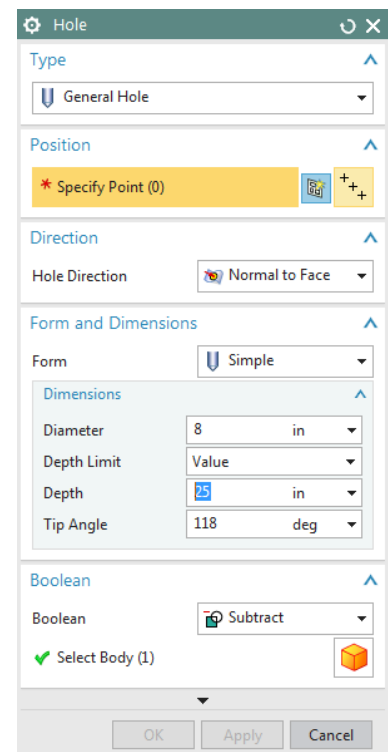 Hole
Type
General Hole
Position
* Specify Point (0)
Direction
Hole Direction Normal to Face
Form and Dimensions
Form Simple
Dimensions
Diameter 8 in
Depth Limit Value
Depth 25 in
Tip Angle 118 deg
Boolean
Boolean Subtract
Select Body (1)
OK Apply Cancel